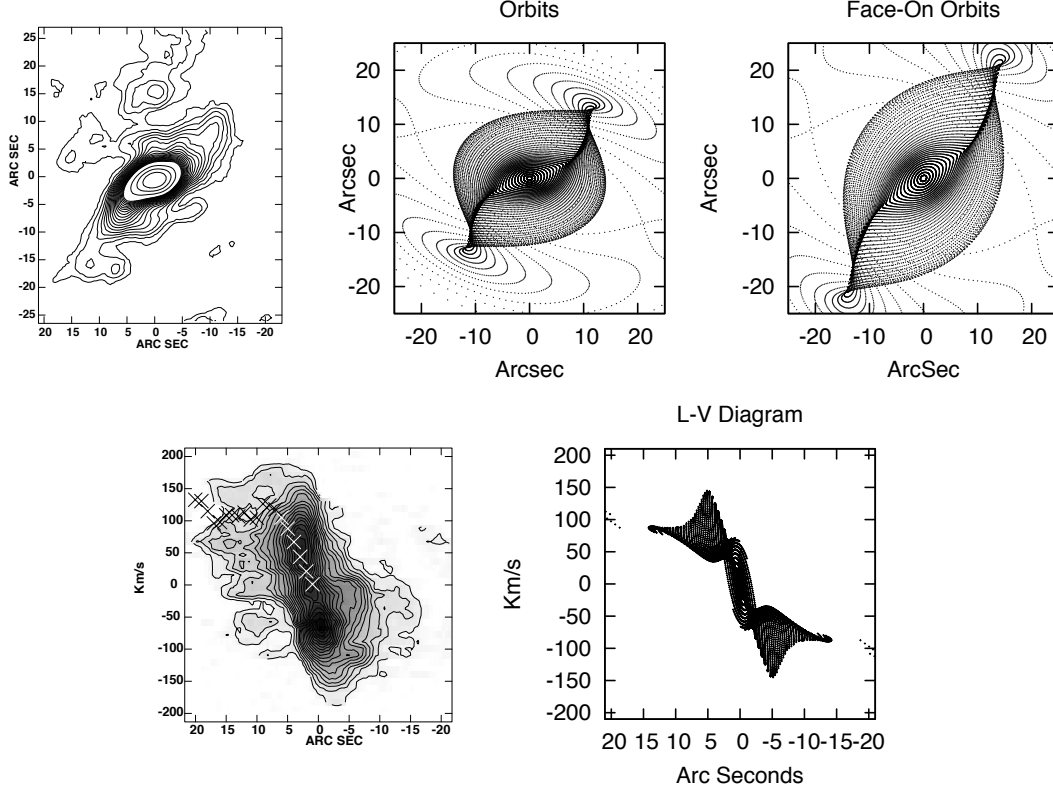 Orbits
Face-On Orbits
25
20
15
10
5
0
-5
-10
-15
-20
-25
ARC SEC
20 15 10 5 0 -5 -10 -15 -20
ARC SEC
20
10
0
-10
-20
Arcsec
-20 -10 0 10 20
Arcsec
20
10
0
-10
-20
Arcsec
-20 -10 0 10 20
ArcSec
L-V Diagram
200
150
100
50
0
-50
-100
-150
-200
Km/s
20 15 10 5 0 -5 -10 -15 -20
ARC SEC
200
150
100
50
0
-50
-100
-150
-200
Km/s
20 15 10 5 0 -5 -10-15-20
Arc Seconds